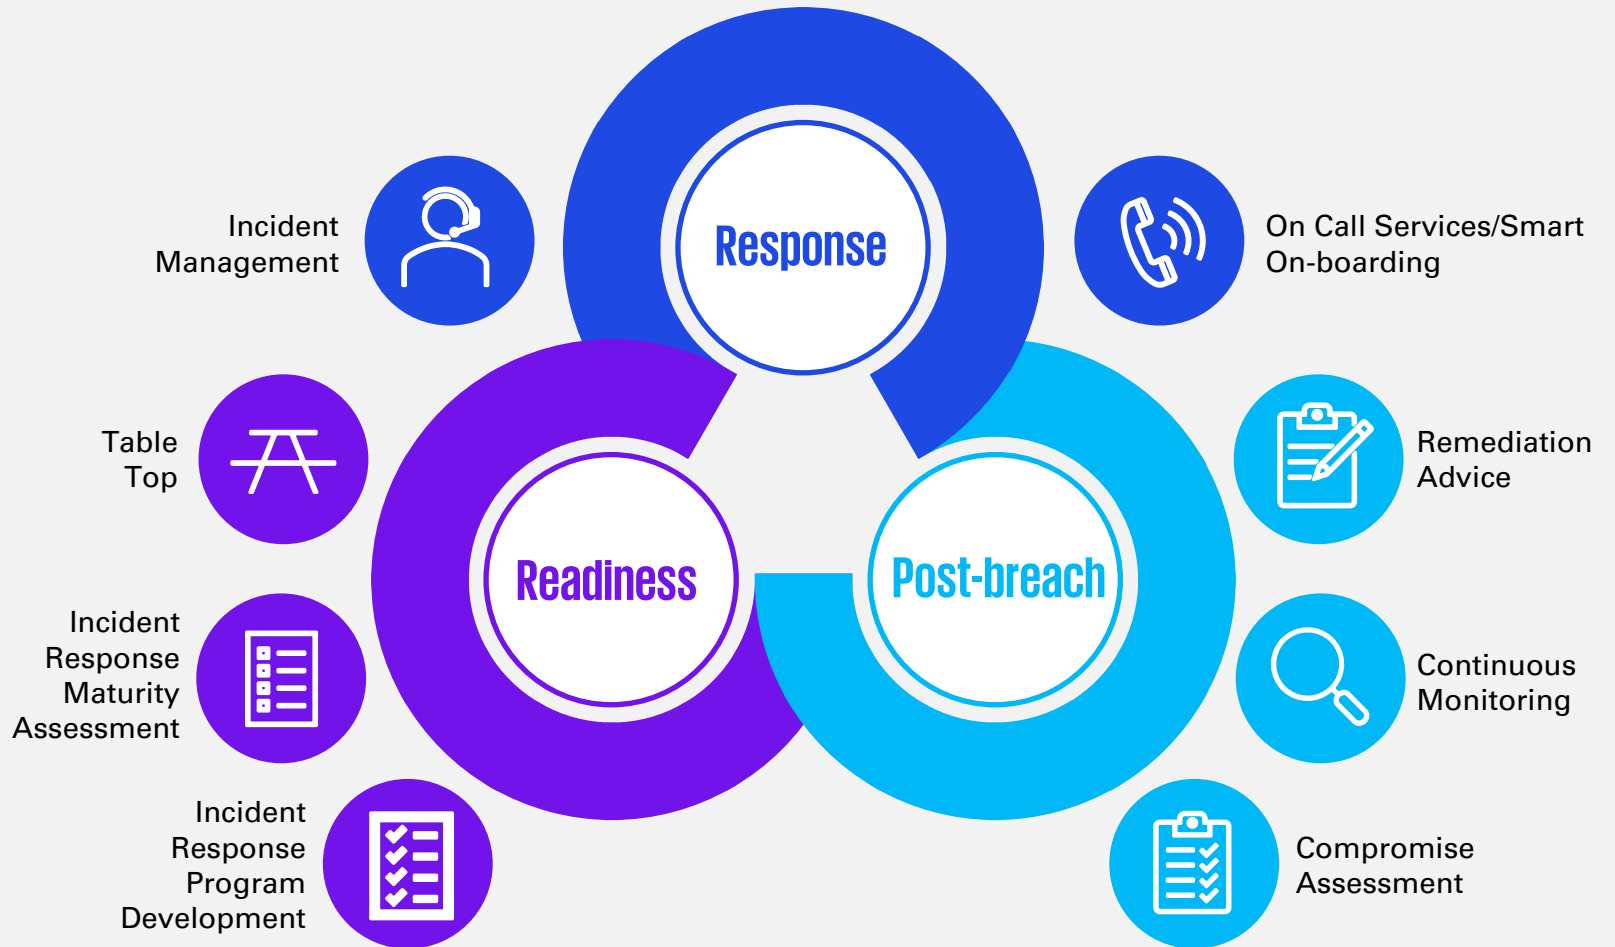 Response
Incident
Management
On Call Services/Smart
On-boarding
Table
Top
Remediation
Advice
Readiness
Post-breach
Incident
Response
Maturity
Assessment
Continuous
Monitoring
Incident
Response
Program
Development
Compromise
Assessment